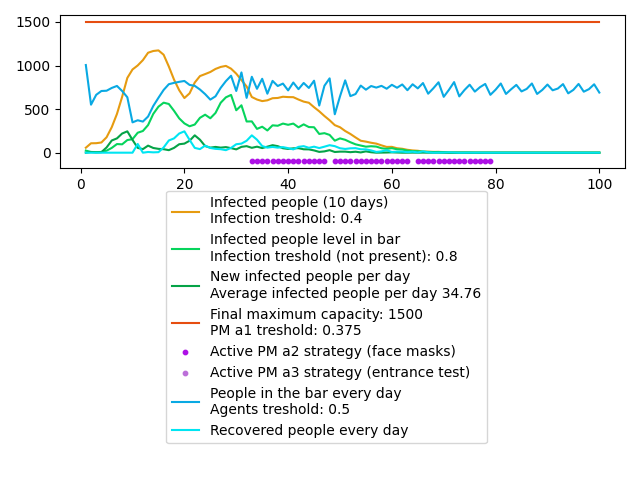 1500
1000
500
0
0 20 40 60 80 100
Infected people (10 days)
Infection treshold: 0.4
Infected people level in bar
Infection treshold (not present): 0.8
New infected people per day
Average infected people per day 34.76
Final maximum capacity: 1500
PM a1 treshold: 0.375
Active PM a2 strategy (face masks)
Active PM a3 strategy (entrance test)
People in the bar every day
Agents treshold: 0.5
Recovered people every day